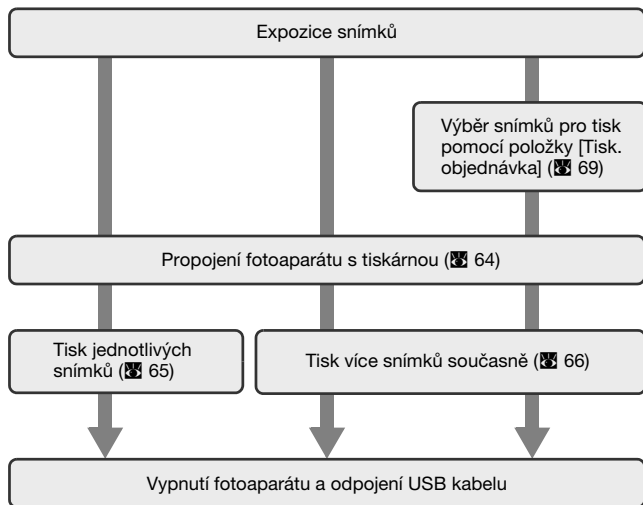 Expozice snímků
Výběr snímků pro tisk
pomocí položky [Tisk.
objednávka] ( 69)
Propojení fotoaparátu s tiskárnou ( 64)
Tisk jednotlivých
snímků ( 65)
Tisk více snímků současně ( 66)
Vypnutí fotoaparátu a odpojení USB kabelu